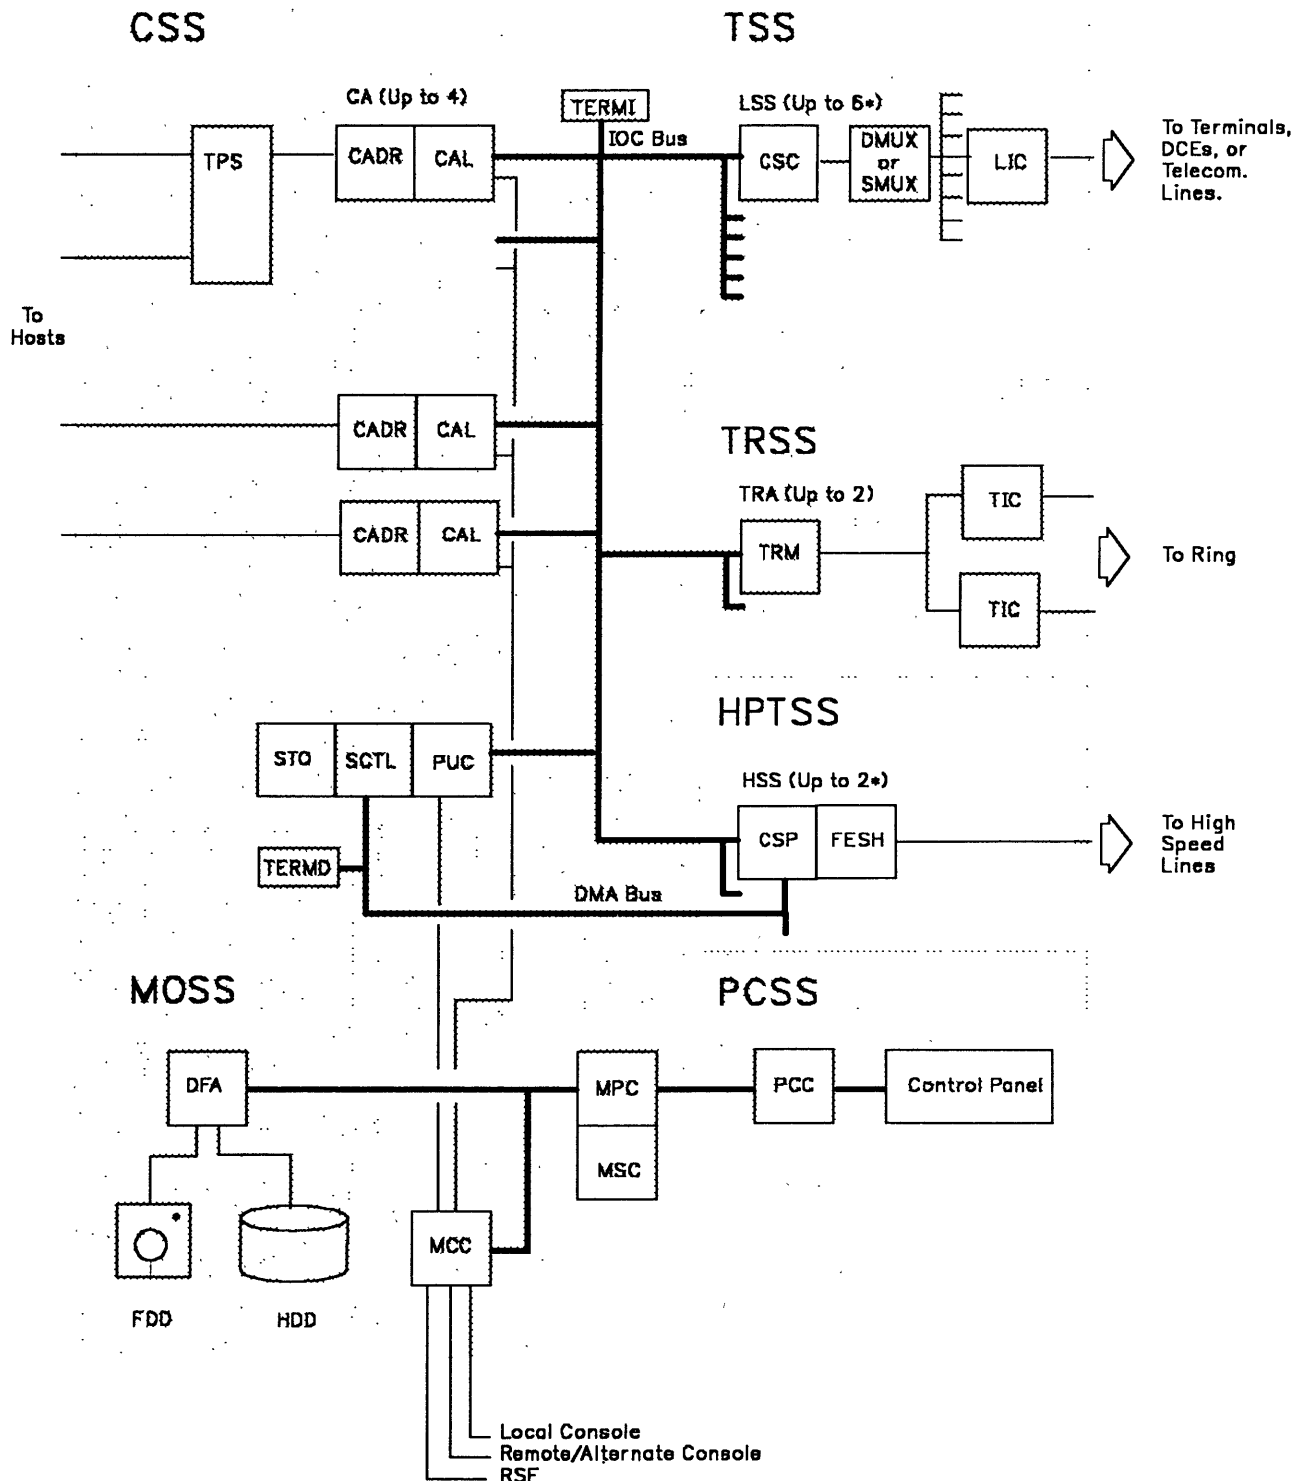 CSS
TSS
CA (Up to 4)
TERMI
LSS (Up to 6*)
IOC Bus
TPS
CADR
CAL
CSC
DMUX
or
SMUX
LIC
To Terminals,
DCEs, or
Telecom.
Lines.
To
Hosts
CADR
CAL
TRSS
TRA (Up to 2)
TIC
CADR
CAL
TRM
To Ring
TIC
HPTSS
STO
SCTL
PUC
HSS (Up to 2*)
CSP
FESH
To High
Speed
Lines
TERMD
DMA Bus
MOSS
PCSS
DFA
MPC
PCC
Control Panel
MSC
MCC
FDD
HDD
Local Console
Remote/Alternate Console
RSF